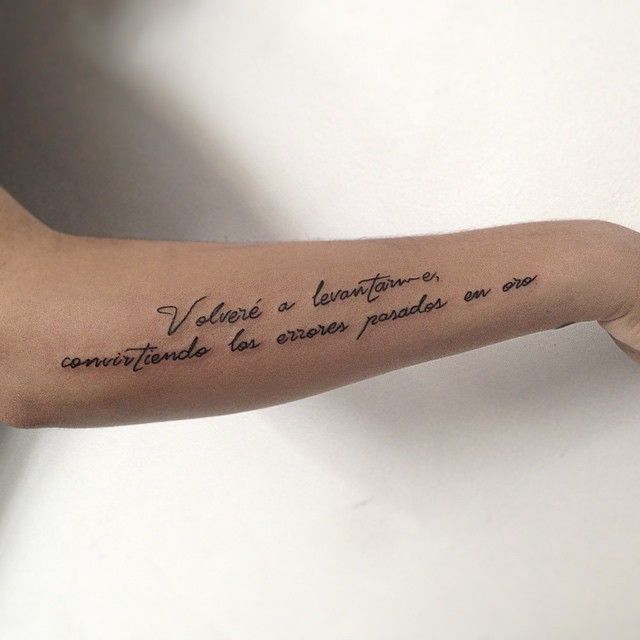 Volveré a levantarme,
convirtiendo los errores pasados en oro